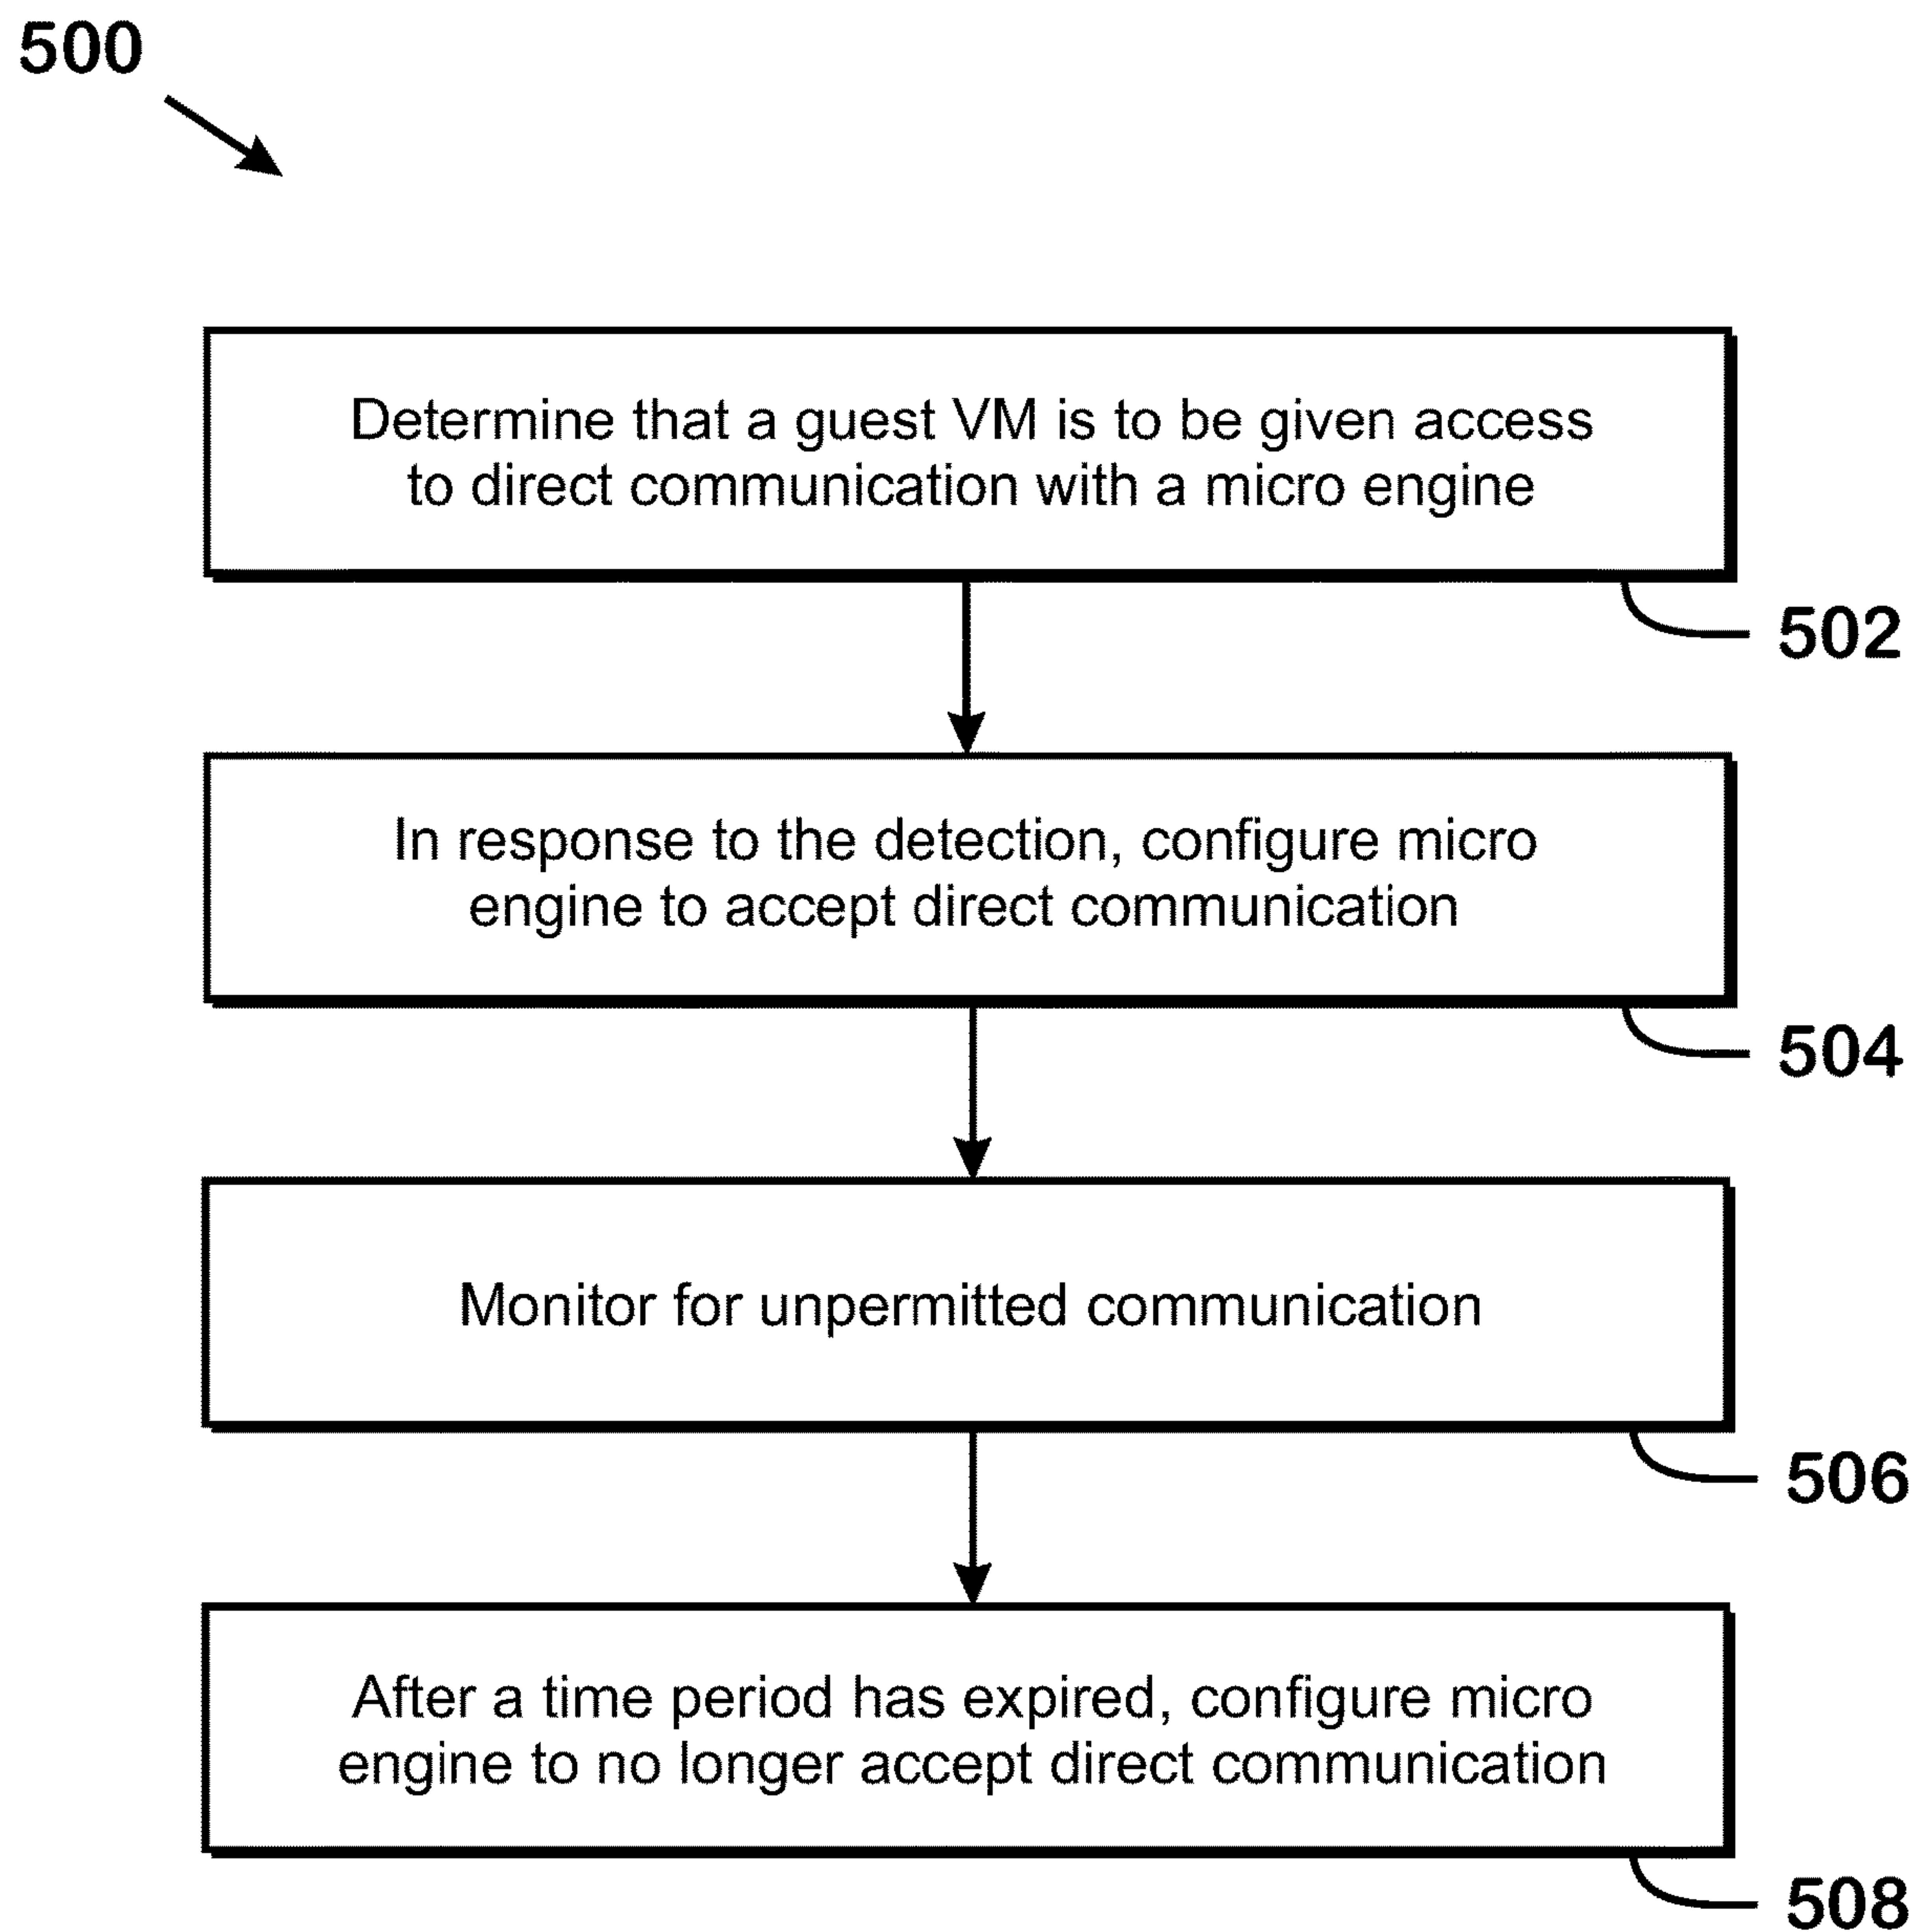 500
Determine that a guest VM is to be given access
to direct communication with a micro engine
502
In response to the detection, configure micro
engine to accept direct communication
504
Monitor for unpermitted communication
506
After a time period has expired, configure micro
engine to no longer accept direct communication
508